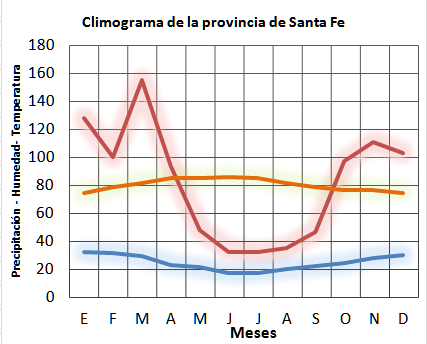 Climograma de la provincia de Santa Fe
Precipitación - Humedad- Temperatura
180
160
140
120
100
80
60
40
20
0
E F M A M J J A S O N D
Meses